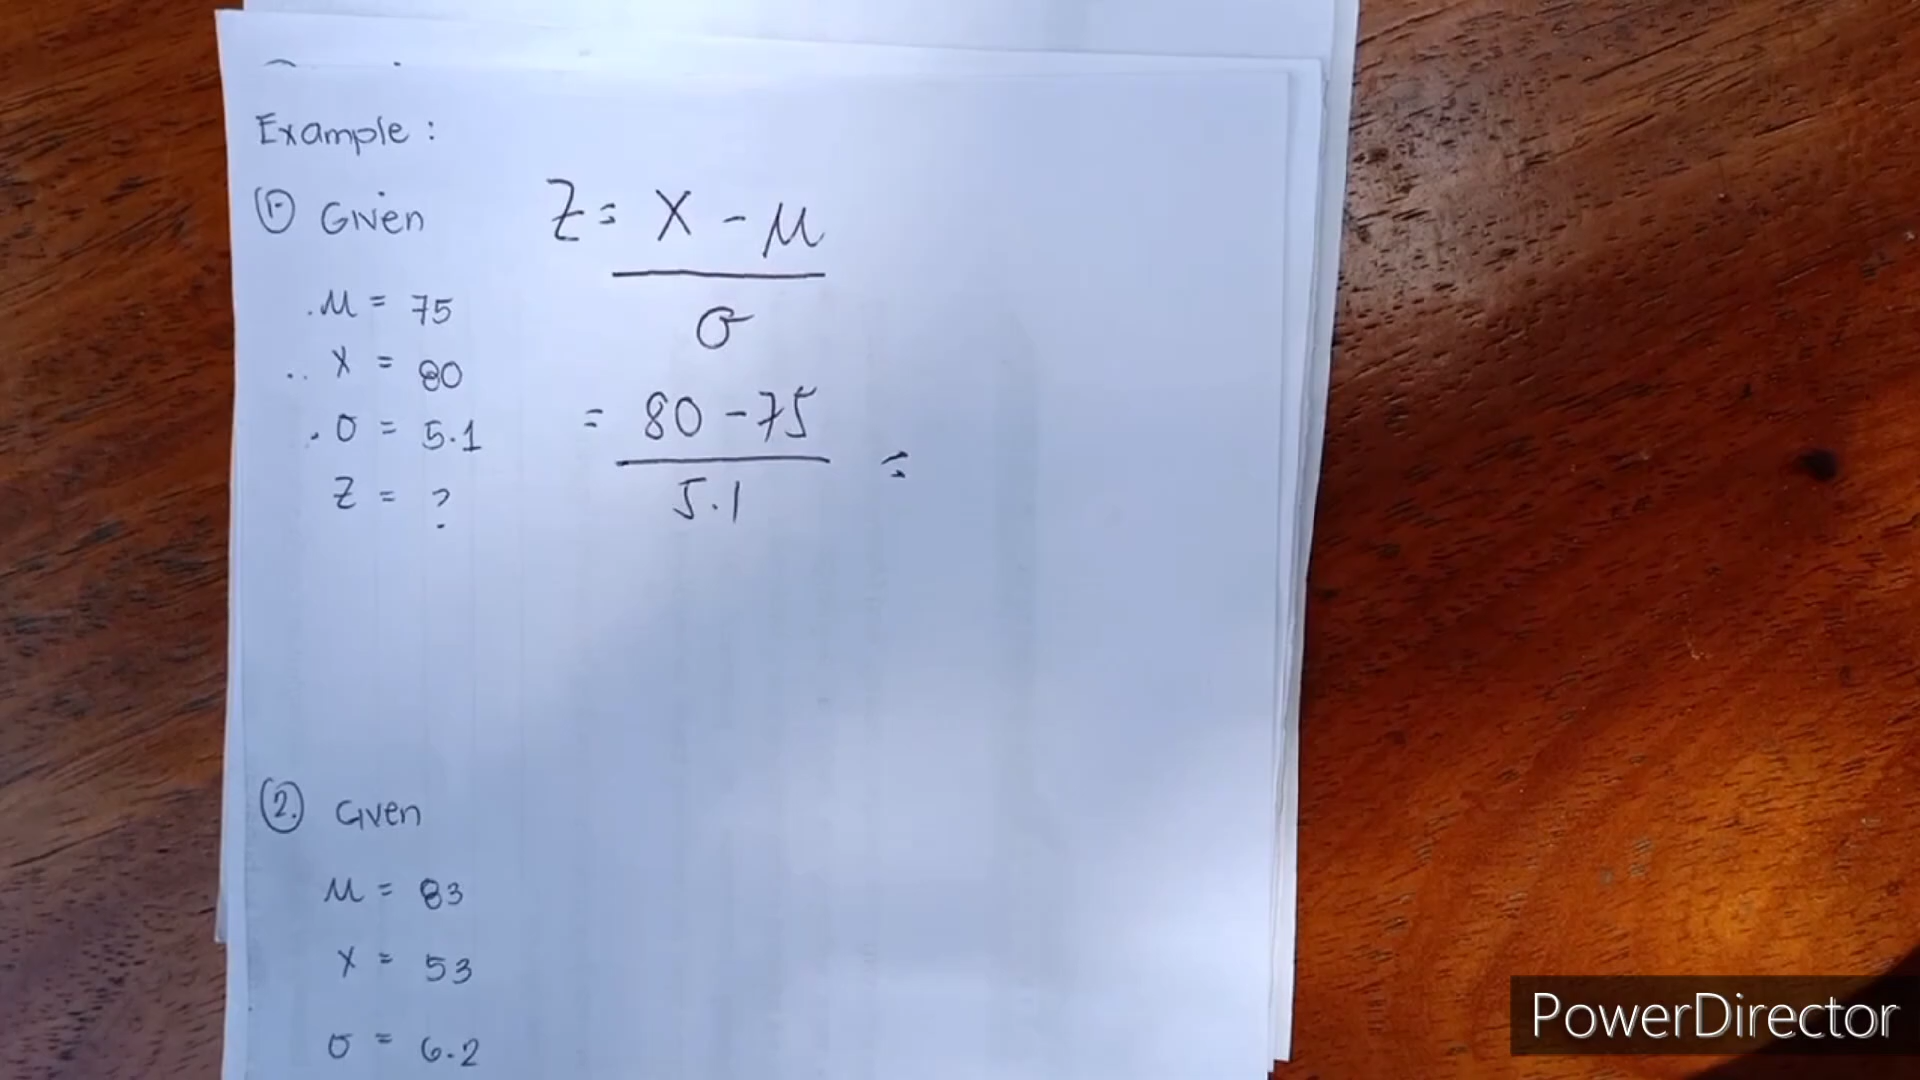 Example :
① Given
μ = 75
X = 80
σ = 5.1
Z = ?
Z = X - μ
σ
= 80 - 75 =
5.1
② Given
μ = 83
X = 53
σ = 6.2
PowerDirector